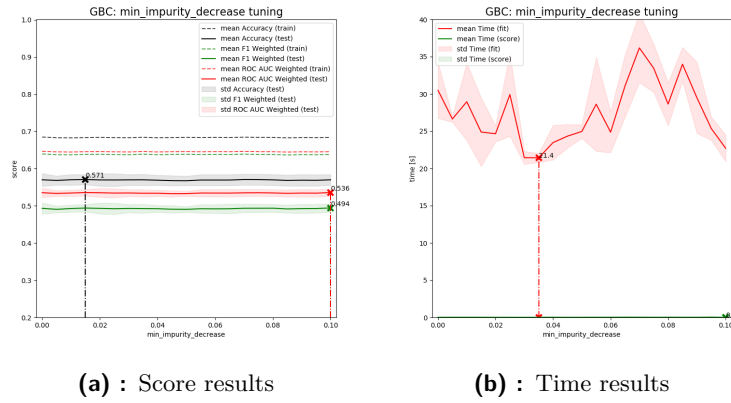 GBC: min_impurity_decrease tuning
mean Accuracy (train)
mean Accuracy (test)
mean F1 Weighted (train)
mean F1 Weighted (test)
mean ROC AUC Weighted (train)
mean ROC AUC Weighted (test)
std Accuracy (test)
std F1 Weighted (test)
std ROC AUC Weighted (test)
1.0
0.9
0.8
0.7
0.6
0.5
0.4
0.3
0.2
score
0.571
0.536
0.494
0.00 0.02 0.04 0.06 0.08 0.10
min_impurity_decrease
(a) : Score results
GBC: min_impurity_decrease tuning
mean Time (fit)
mean Time (score)
std Time (fit)
std Time (score)
40
35
30
25
20
15
10
5
0
time [s]
21.4
0.00 0.02 0.04 0.06 0.08 0.10
min_impurity_decrease
(b) : Time results